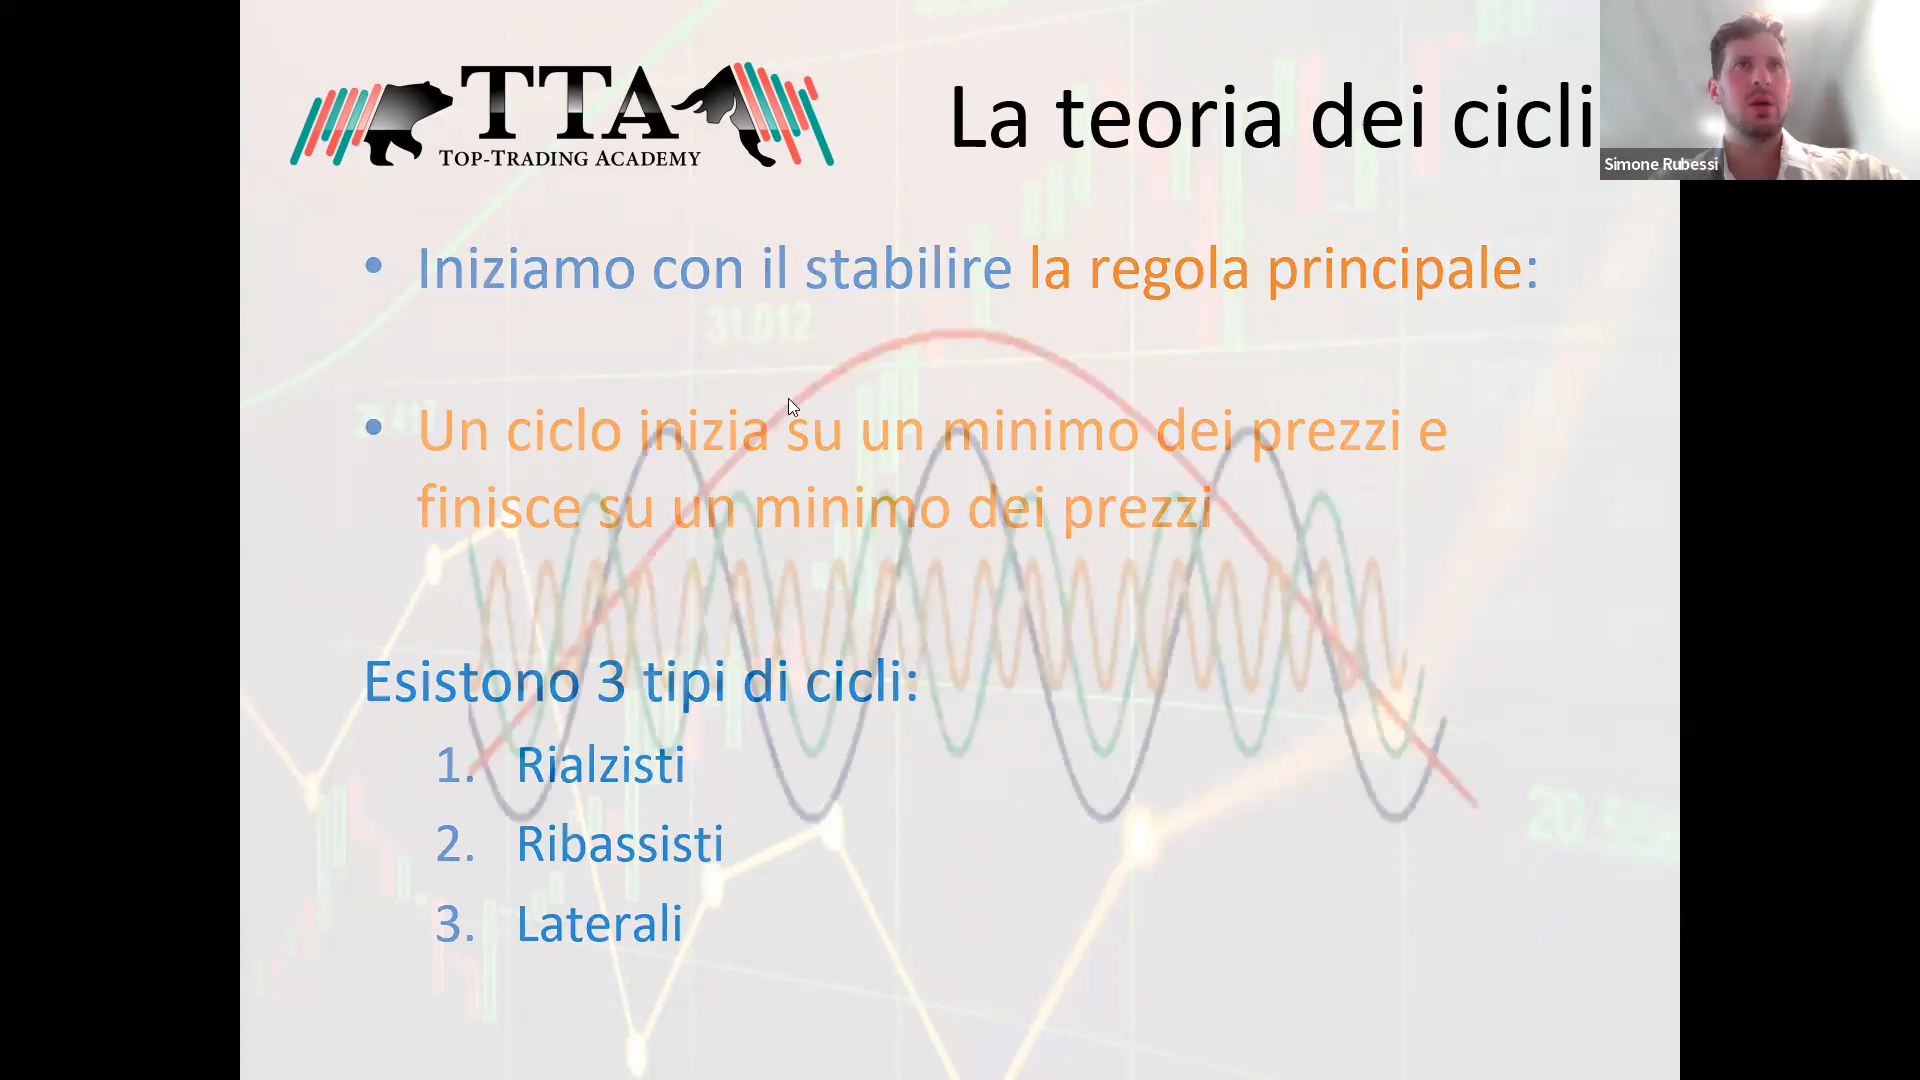 TTA
TOP-TRADING ACADEMY
La teoria dei cicli
Simone Rubessi
• Iniziamo con il stabilire la regola principale:
31.012
• Un ciclo inizia su un minimo dei prezzi e
finisce su un minimo dei prezzi
Esistono 3 tipi di cicli:
1. Rialzisti
2. Ribassisti
3. Laterali